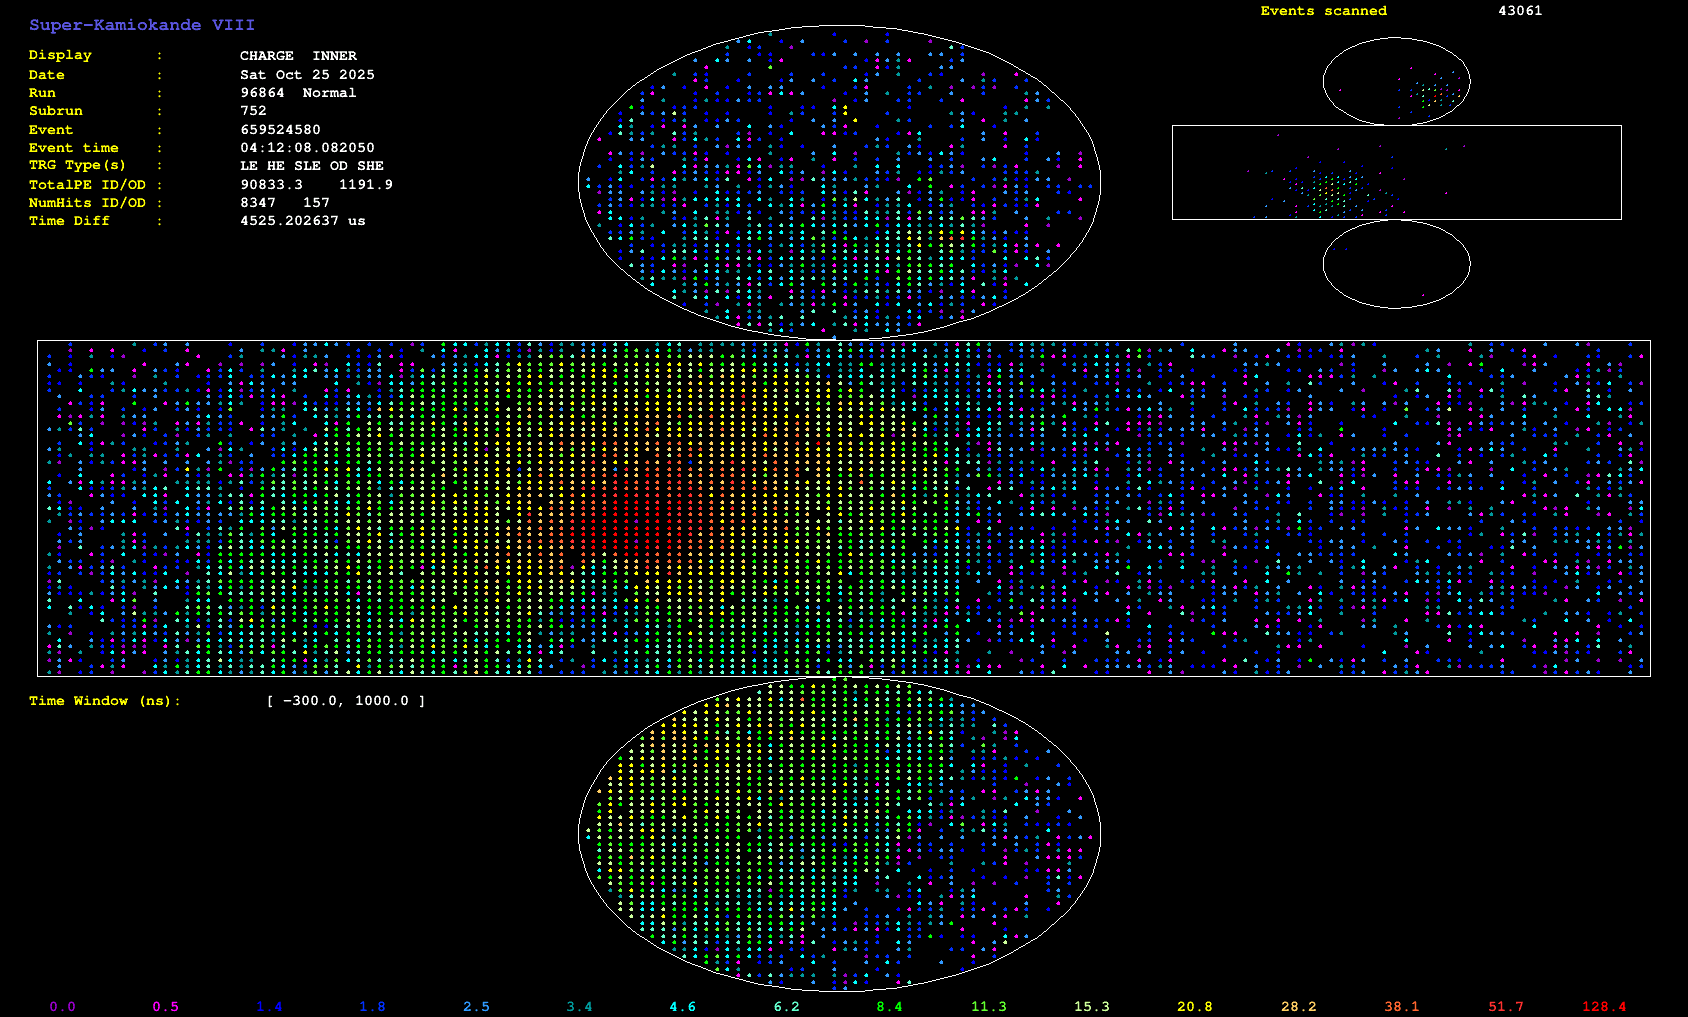 Super-Kamiokande VIII
Events scanned 43061
Display : CHARGE INNER
Date : Sat Oct 25 2025
Run : 96864 Normal
Subrun : 752
Event : 659524580
Event time : 04:12:08.082050
TRG Type(s) : LE HE SLE OD SHE
TotalPE ID/OD : 90833.3 1191.9
NumHits ID/OD : 8347 157
Time Diff : 4525.202637 us
Time Window (ns): [ -300.0, 1000.0 ]
0.0 0.5 1.4 1.8 2.5 3.4 4.6 6.2 8.4 11.3 15.3 20.8 28.2 38.1 51.7 128.4